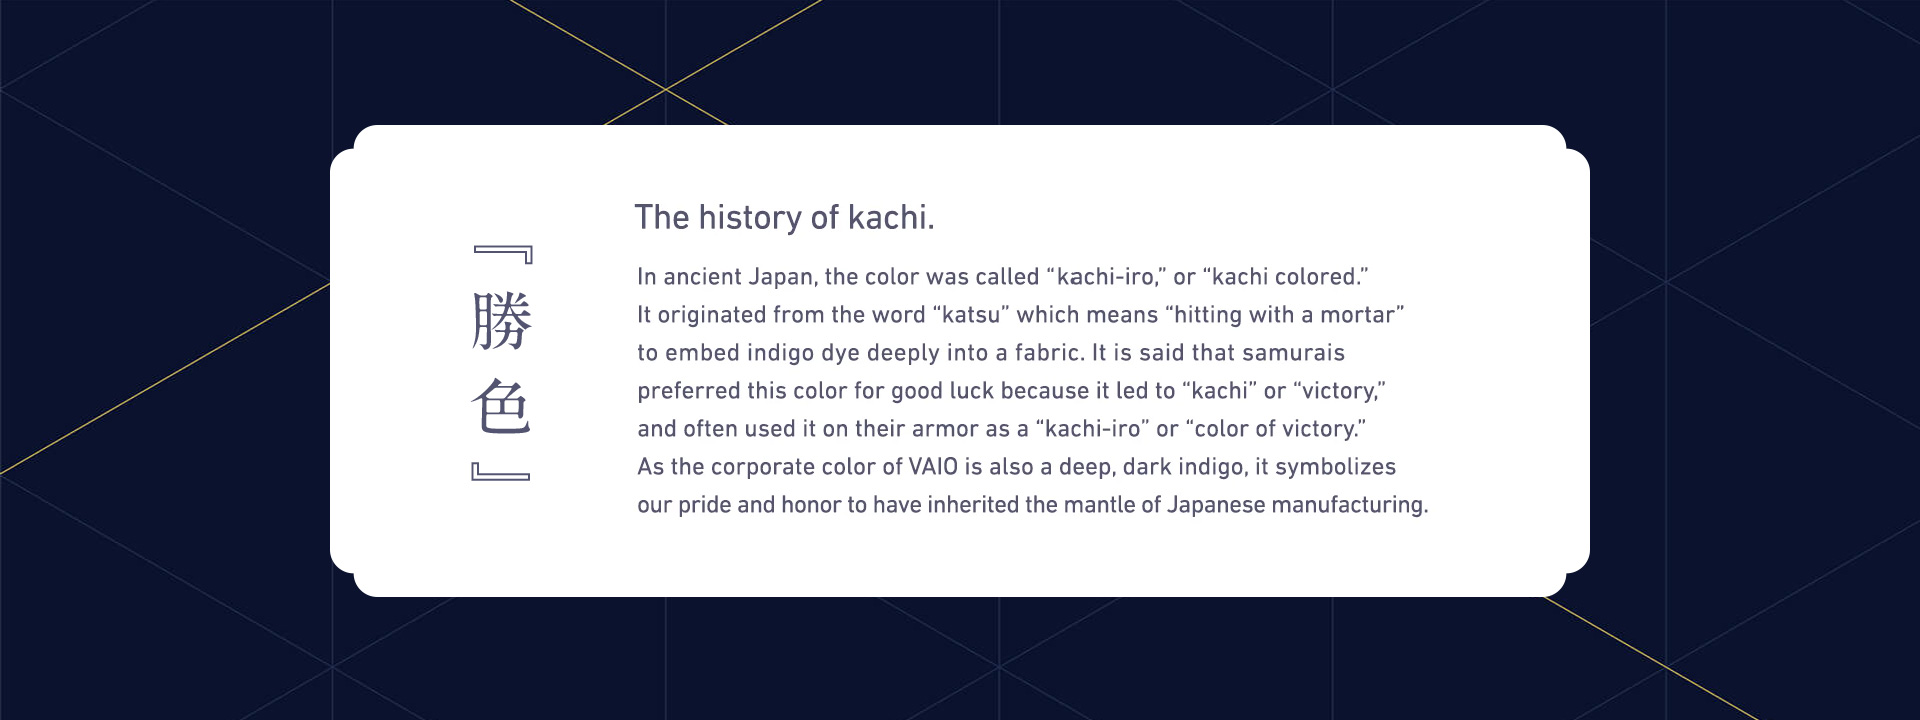 『勝色』
The history of kachi.
In ancient Japan, the color was called “kachi-iro,” or “kachi colored.”
It originated from the word “katsu” which means “hitting with a mortar”
to embed indigo dye deeply into a fabric. It is said that samurais
preferred this color for good luck because it led to “kachi” or “victory,”
and often used it on their armor as a “kachi-iro” or “color of victory.”
As the corporate color of VAIO is also a deep, dark indigo, it symbolizes
our pride and honor to have inherited the mantle of Japanese manufacturing.